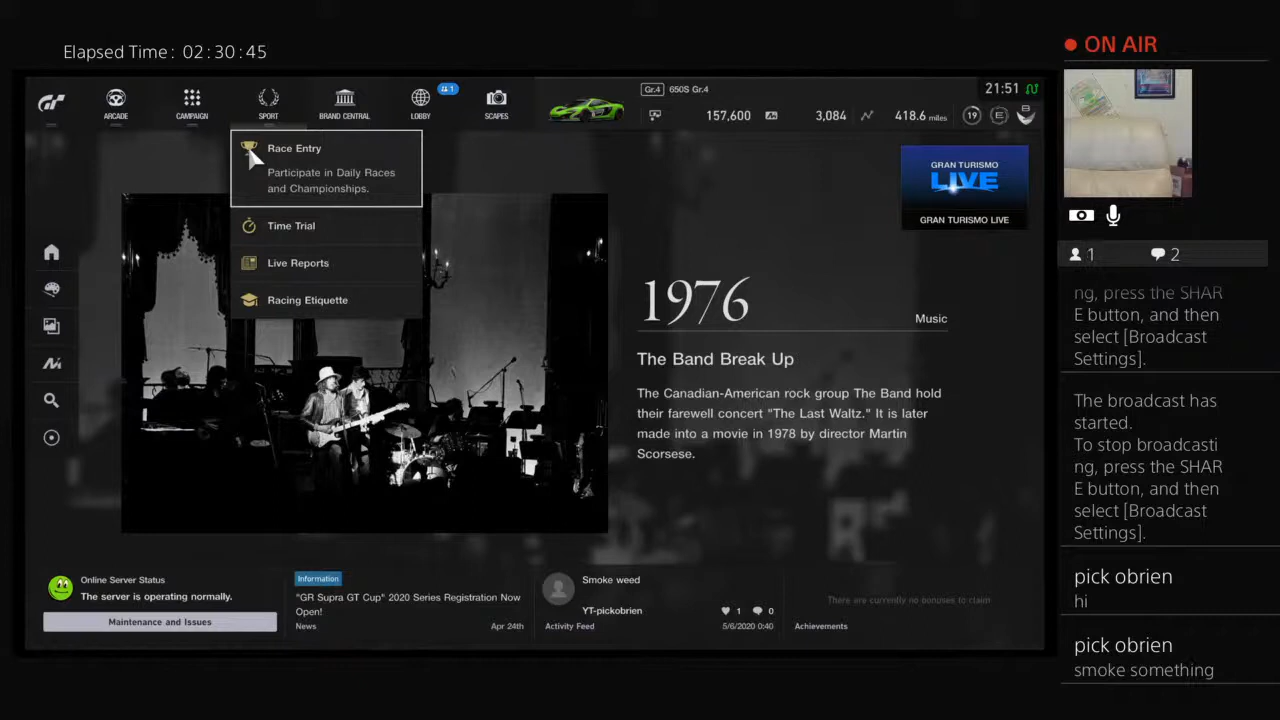 Elapsed Time: 02:30:45
ON AIR
ARCADE
CAMPAIGN
SPORT
BRAND CENTRAL
LOBBY
1
SCAPES
Gr.4 650S Gr.4
157,600
3,084
418.6 miles
21:51
19
E
Race Entry
Participate in Daily Races
and Championships.
Time Trial
Live Reports
Racing Etiquette
GRAN TURISMO
LIVE
GRAN TURISMO LIVE
1976
Music
The Band Break Up
The Canadian-American rock group The Band hold
their farewell concert "The Last Waltz." It is later
made into a movie in 1978 by director Martin
Scorsese.
Online Server Status
The server is operating normally.
Maintenance and Issues
Information
"GR Supra GT Cup" 2020 Series Registration Now
Open!
News
Apr 24th
Smoke weed
YT-pickobrien
1
0
Activity Feed
5/6/2020 0:40
There are currently no bonuses to claim
Achievements
1
2
ng, press the SHAR
E button, and then
select [Broadcast
Settings].
The broadcast has
started.
To stop broadcasti
ng, press the SHAR
E button, and then
select [Broadcast
Settings].
pick obrien
hi
pick obrien
smoke something